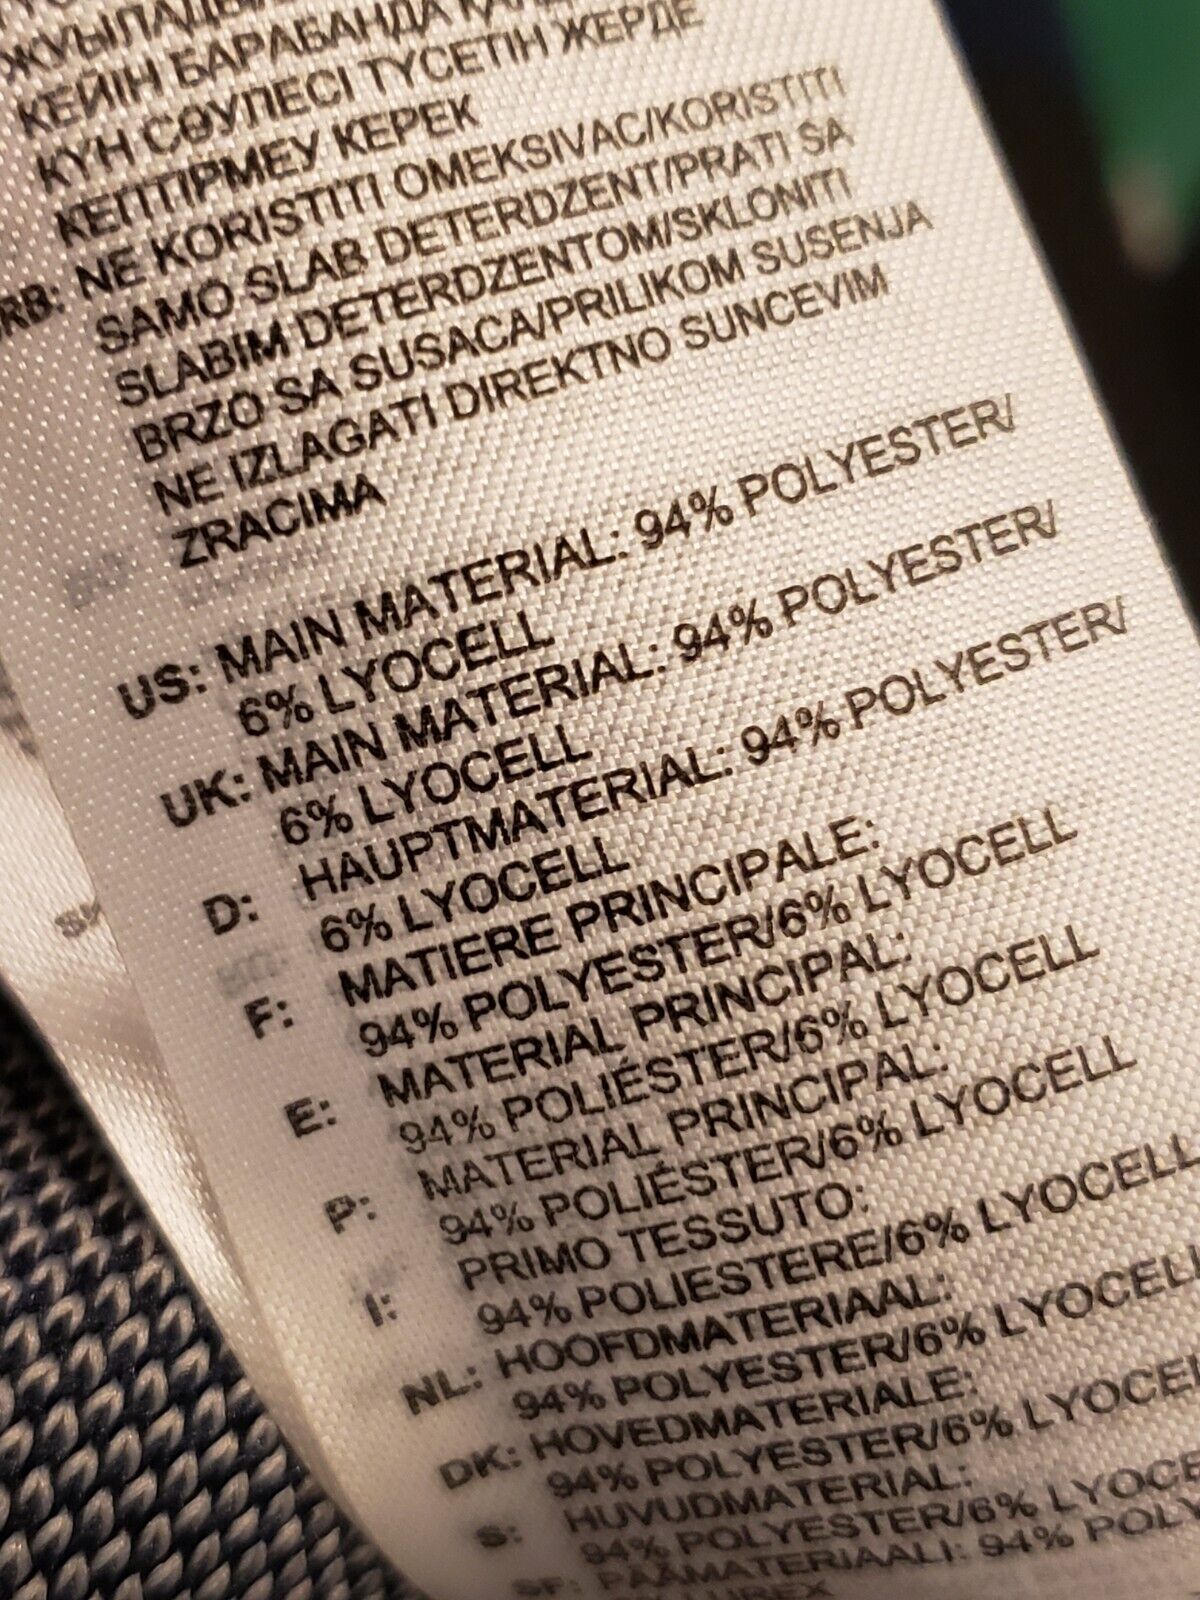 КЕЙІН БАРАБАНДА
КҮН СӘУЛЕСІ ТҮСЕТІН ЖЕРДЕ
КЕПТІРМЕУ КЕРЕК
RB: NE KORISTITI OMEKSIVAC/KORISTITI
SAMO SLAB DETERDZENT/PRATI SA
SLABIM DETERDZENTOM/SKLONITI
BRZO SA SUSACA/PRILIKOM SUSENJA
NE IZLAGATI DIREKTNO SUNCEVIM
ZRACIMA
US: MAIN MATERIAL: 94% POLYESTER/
6% LYOCELL
UK: MAIN MATERIAL: 94% POLYESTER/
6% LYOCELL
D: HAUPTMATERIAL: 94% POLYESTER/
6% LYOCELL
F: MATIERE PRINCIPALE:
94% POLYESTER/6% LYOCELL
E: MATERIAL PRINCIPAL:
94% POLIÉSTER/6% LYOCELL
P: MATERIAL PRINCIPAL:
94% POLIÉSTER/6% LYOCELL
I: PRIMO TESSUTO:
94% POLIESTERE/6% LYOCELL
NL: HOOFDMATERIAAL:
94% POLYESTER/6% LYOCELL
DK: HOVEDMATERIALE:
94% POLYESTER/6% LYOCEL
S: HUVUDMATERIAL:
94% POLYESTER/6% LYOCE
SF: PÄÄMATERIAALI: 94% POLY